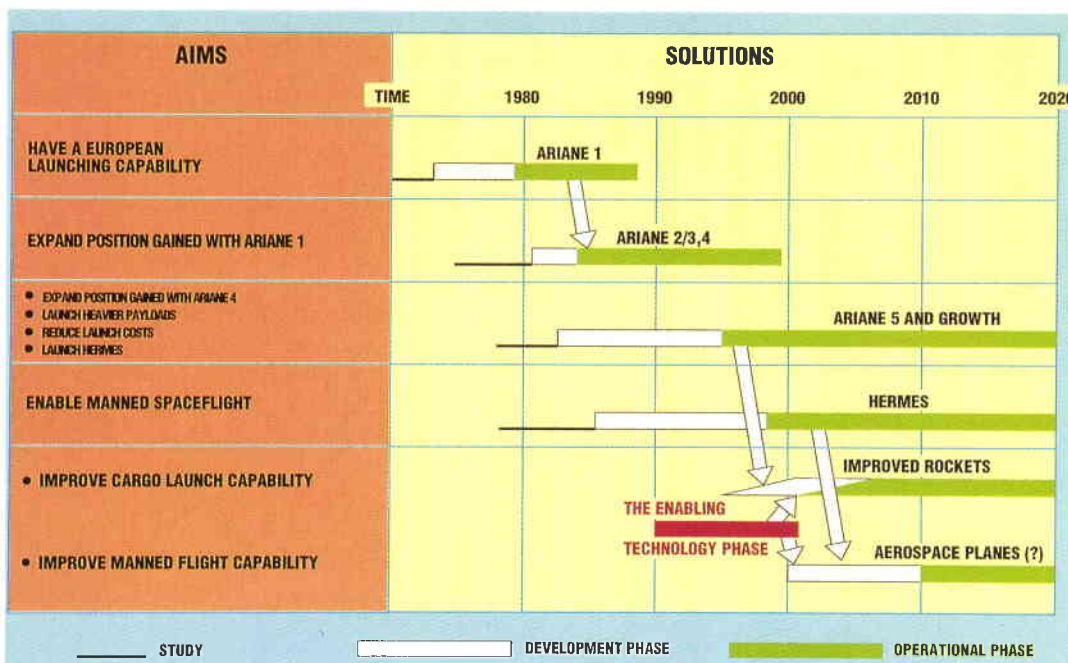 AIMS
SOLUTIONS
TIME
1980
1990
2000
2010
2020
HAVE A EUROPEAN
LAUNCHING CAPABILITY
ARIANE 1
EXPAND POSITION GAINED WITH ARIANE 1
ARIANE 2/3,4
• EXPAND POSITION GAINED WITH ARIANE 4
• LAUNCH HEAVIER PAYLOADS
• REDUCE LAUNCH COSTS
• LAUNCH HERMES
ARIANE 5 AND GROWTH
ENABLE MANNED SPACEFLIGHT
HERMES
• IMPROVE CARGO LAUNCH CAPABILITY
IMPROVED ROCKETS
THE ENABLING
TECHNOLOGY PHASE
• IMPROVE MANNED FLIGHT CAPABILITY
AEROSPACE PLANES (?)
STUDY
DEVELOPMENT PHASE
OPERATIONAL PHASE